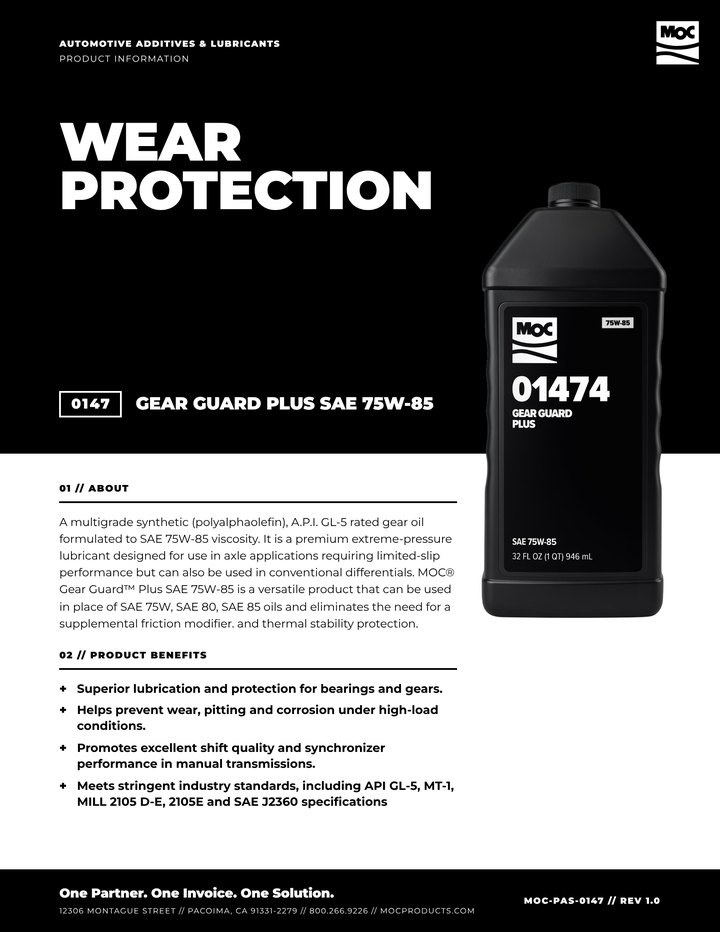 AUTOMOTIVE ADDITIVES & LUBRICANTS
PRODUCT INFORMATION
MOC
WEAR
PROTECTION
0147 GEAR GUARD PLUS SAE 75W-85
MOC
75W-85
01474
GEAR GUARD
PLUS
SAE 75W-85
32 FL OZ (1 QT) 946 mL
01 // ABOUT
A multigrade synthetic (polyalphaolefin), A.P.I. GL-5 rated gear oil
formulated to SAE 75W-85 viscosity. It is a premium extreme-pressure
lubricant designed for use in axle applications requiring limited-slip
performance but can also be used in conventional differentials. MOC®
Gear Guard™ Plus SAE 75W-85 is a versatile product that can be used
in place of SAE 75W, SAE 80, SAE 85 oils and eliminates the need for a
supplemental friction modifier. and thermal stability protection.
02 // PRODUCT BENEFITS
+ Superior lubrication and protection for bearings and gears.
+ Helps prevent wear, pitting and corrosion under high-load
conditions.
+ Promotes excellent shift quality and synchronizer
performance in manual transmissions.
+ Meets stringent industry standards, including API GL-5, MT-1,
MILL 2105 D-E, 2105E and SAE J2360 specifications
One Partner. One Invoice. One Solution.
12306 MONTAGUE STREET // PACOIMA, CA 91331-2279 // 800.266.9226 // MOCPRODUCTS.COM
MOC-PAS-0147 // REV 1.0